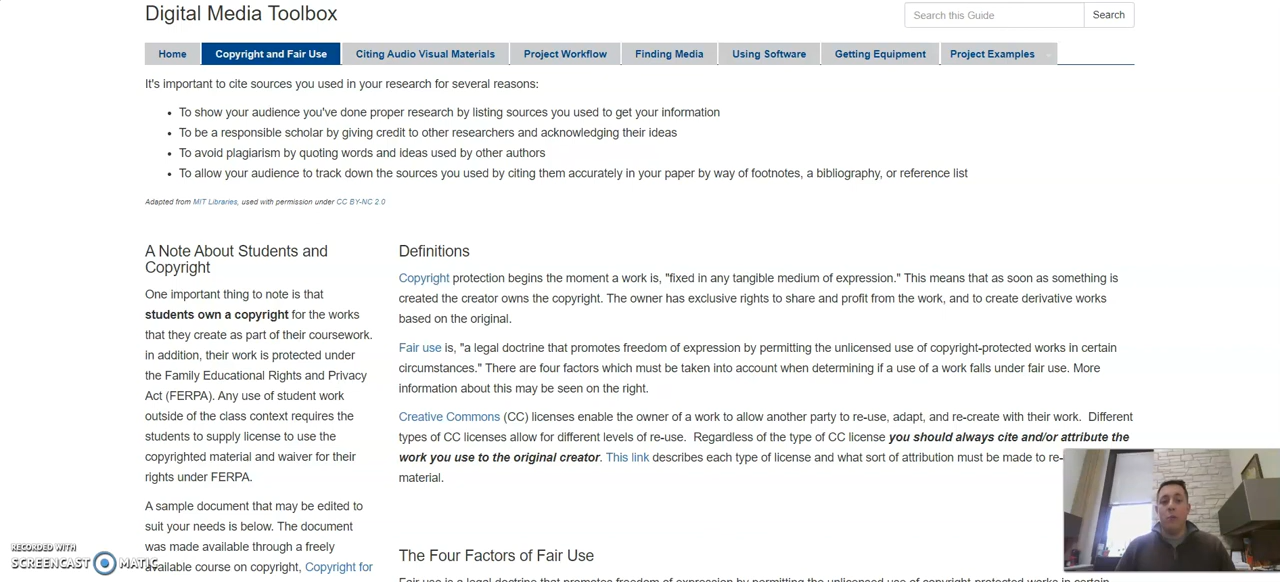 Digital Media Toolbox
Search this Guide
Search
Home
Copyright and Fair Use
Citing Audio Visual Materials
Project Workflow
Finding Media
Using Software
Getting Equipment
Project Examples
It's important to cite sources you used in your research for several reasons:
• To show your audience you've done proper research by listing sources you used to get your information
• To be a responsible scholar by giving credit to other researchers and acknowledging their ideas
• To avoid plagiarism by quoting words and ideas used by other authors
• To allow your audience to track down the sources you used by citing them accurately in your paper by way of footnotes, a bibliography, or reference list
Adapted from MIT Libraries, used with permission under CC BY-NC 2.0
A Note About Students and
Copyright
One important thing to note is that
students own a copyright for the works
that they create as part of their coursework.
in addition, their work is protected under
the Family Educational Rights and Privacy
Act (FERPA). Any use of student work
outside of the class context requires the
students to supply license to use the
copyrighted material and waiver for their
rights under FERPA.
A sample document that may be edited to
suit your needs is below. The document
was made available through a freely
available course on copyright, Copyright for
Definitions
Copyright protection begins the moment a work is, "fixed in any tangible medium of expression." This means that as soon as something is
created the creator owns the copyright. The owner has exclusive rights to share and profit from the work, and to create derivative works
based on the original.
Fair use is, "a legal doctrine that promotes freedom of expression by permitting the unlicensed use of copyright-protected works in certain
circumstances." There are four factors which must be taken into account when determining if a use of a work falls under fair use. More
information about this may be seen on the right.
Creative Commons (CC) licenses enable the owner of a work to allow another party to re-use, adapt, and re-create with their work. Different
types of CC licenses allow for different levels of re-use. Regardless of the type of CC license you should always cite and/or attribute the
work you use to the original creator. This link describes each type of license and what sort of attribution must be made to re-
material.
The Four Factors of Fair Use
Fair use is a legal doctrine that promotes freedom of expression by permitting the unlicensed use of copyright-protected works in certain
RECORDED WITH
SCREENCAST MATIC